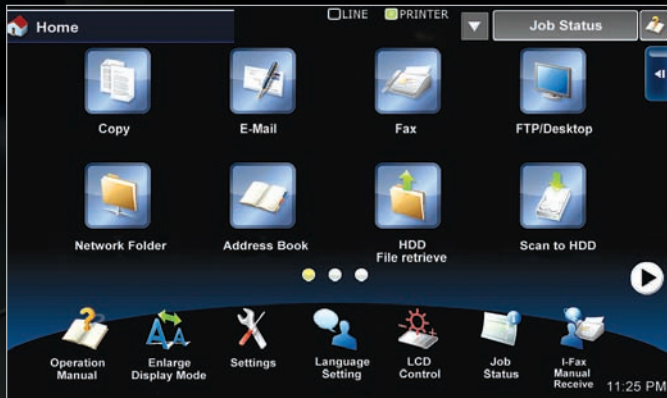 Home
LINE
PRINTER
Job Status
Copy
E-Mail
Fax
FTP/Desktop
Network Folder
Address Book
HDD
File retrieve
Scan to HDD
Operation
Manual
Enlarge
Display Mode
Settings
Language
Setting
LCD
Control
Job
Status
I-Fax
Manual
Receive
11:25 PM